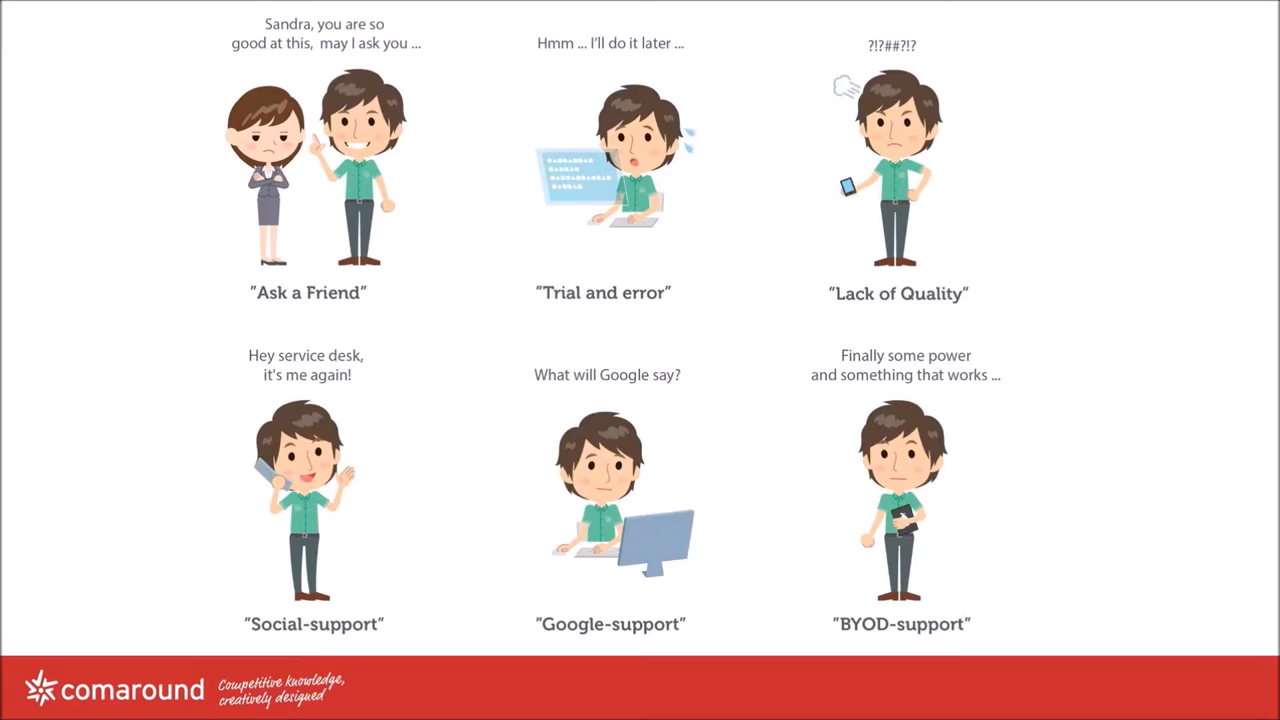 Sandra, you are so
good at this, may I ask you ...
Hmm ... I'll do it later ...
?!?##?!?
"Ask a Friend"
"Trial and error"
"Lack of Quality"
Hey service desk,
it's me again!
What will Google say?
Finally some power
and something that works ...
"Social-support"
"Google-support"
"BYOD-support"
comaround
Competitive knowledge,
creatively designed